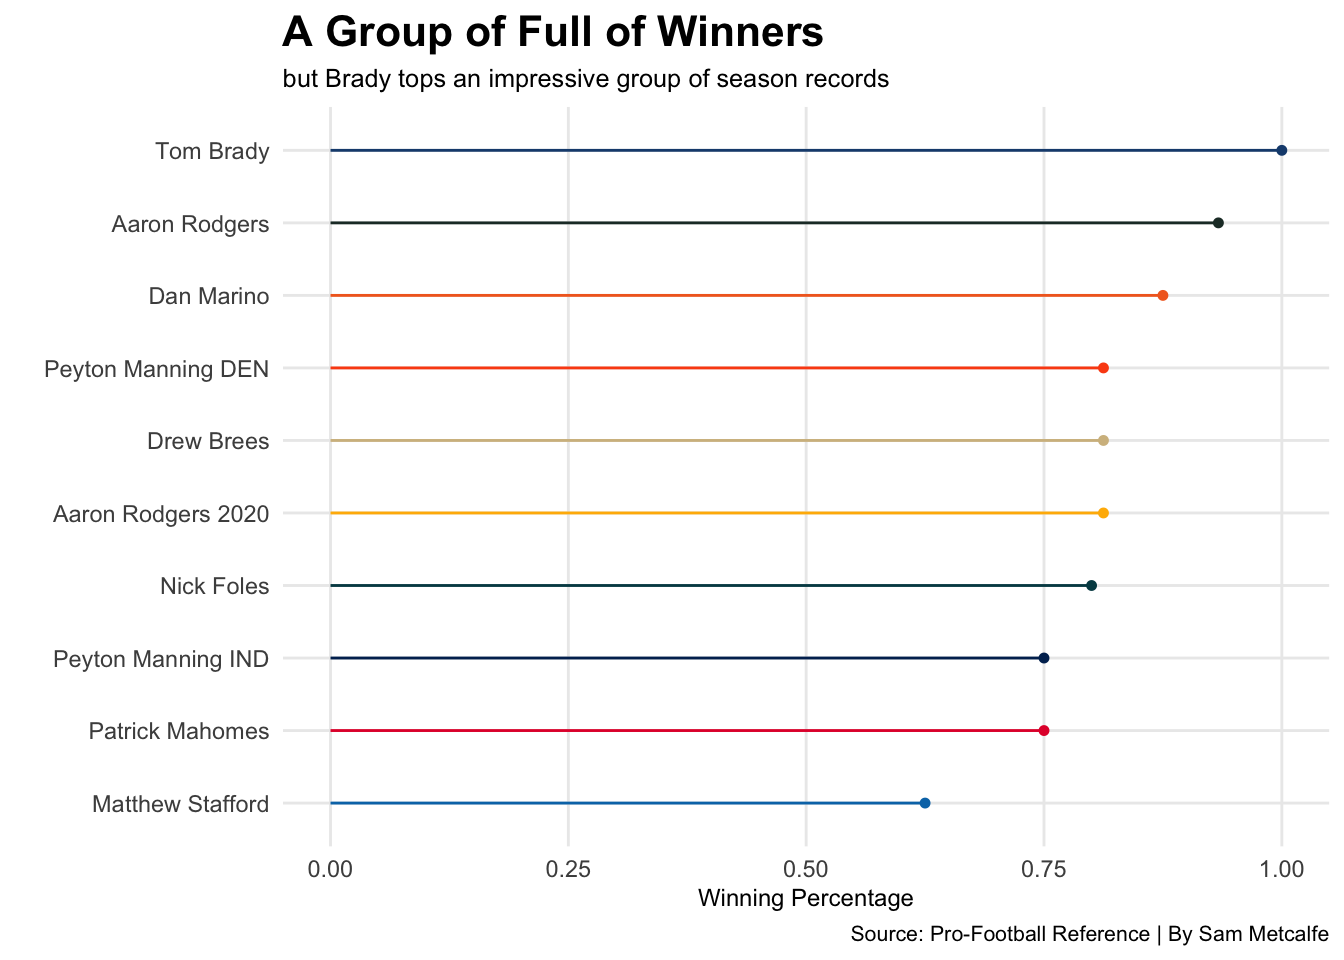 A Group of Full of Winners
but Brady tops an impressive group of season records
Tom Brady
Aaron Rodgers
Dan Marino
Peyton Manning DEN
Drew Brees
Aaron Rodgers 2020
Nick Foles
Peyton Manning IND
Patrick Mahomes
Matthew Stafford
0.00 0.25 0.50 0.75 1.00
Winning Percentage
Source: Pro-Football Reference | By Sam Metcalfe